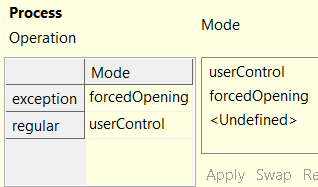 Process
Operation
Mode
exception forcedOpening
regular userControl
Mode
userControl
forcedOpening
<Undefined>
Apply Swap